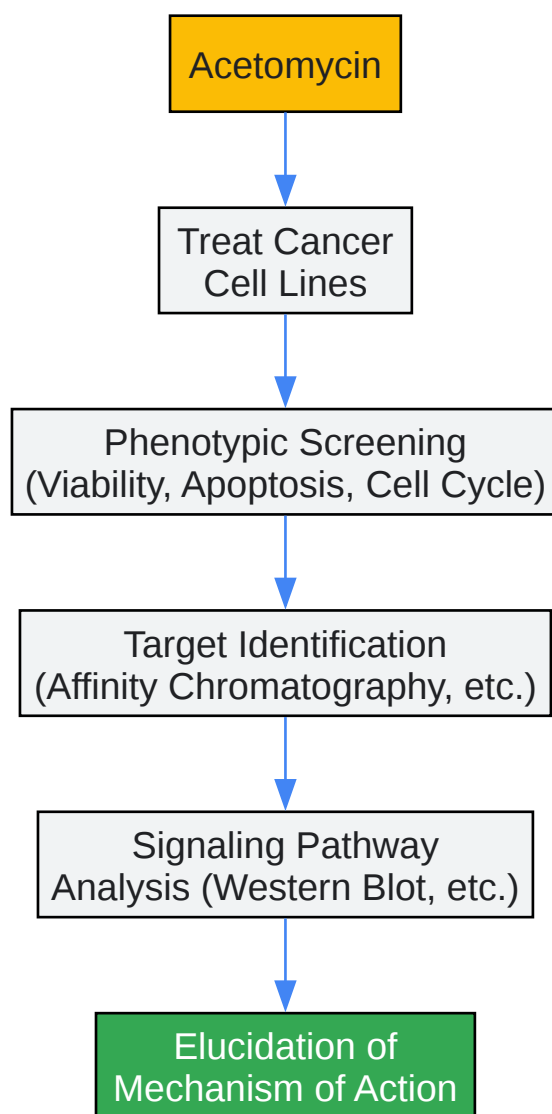 Acetomycin
Treat Cancer
Cell Lines
Phenotypic Screening
(Viability, Apoptosis, Cell Cycle)
Target Identification
(Affinity Chromatography, etc.)
Signaling Pathway
Analysis (Western Blot, etc.)
Elucidation of
Mechanism of Action